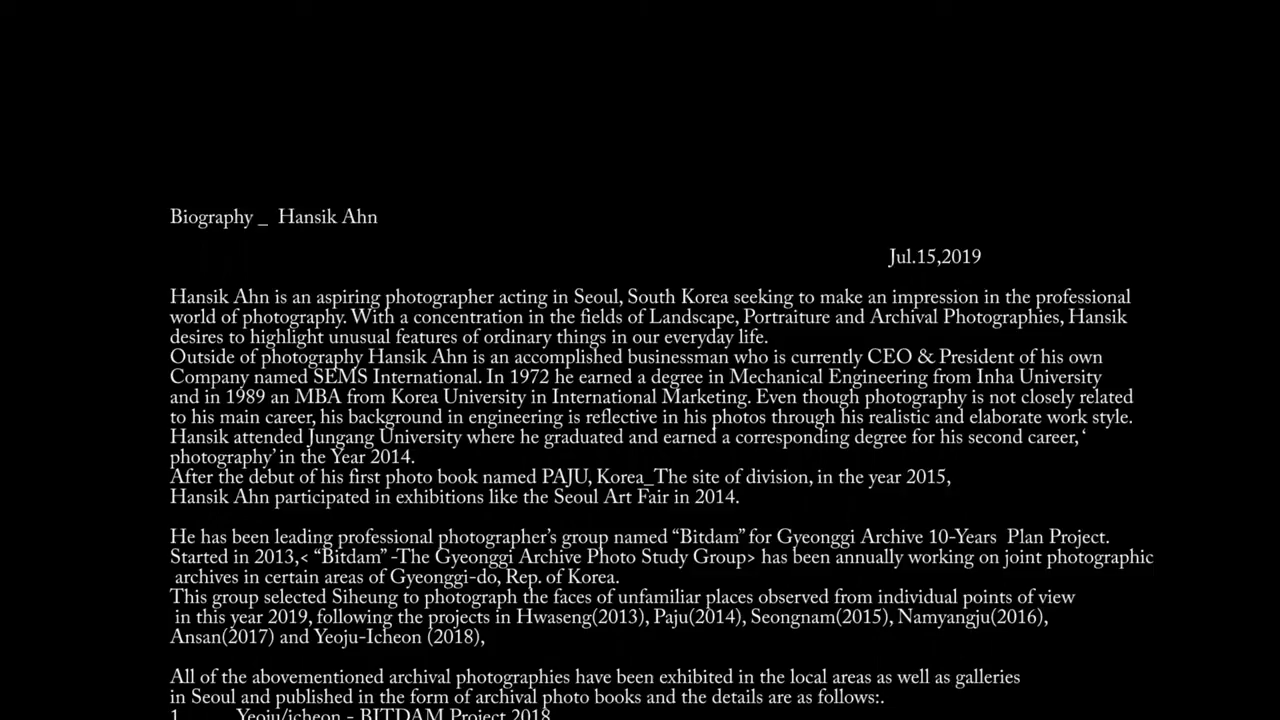 Biography _  Hansik Ahn
Jul.15,2019
Hansik Ahn is an aspiring photographer acting in Seoul, South Korea seeking to make an impression in the professional
world of photography. With a concentration in the fields of Landscape, Portraiture and Archival Photographies, Hansik
desires to highlight unusual features of ordinary things in our everyday life.
Outside of photography Hansik Ahn is an accomplished businessman who is currently CEO & President of his own
Company named SEMS International. In 1972 he earned a degree in Mechanical Engineering from Inha University
and in 1989 an MBA from Korea University in International Marketing. Even though photography is not closely related
to his main career, his background in engineering is reflective in his photos through his realistic and elaborate work style.
Hansik attended Jungang University where he graduated and earned a corresponding degree for his second career, ‘
photography’ in the Year 2014.
After the debut of his first photo book named PAJU, Korea_The site of division, in the year 2015,
Hansik Ahn participated in exhibitions like the Seoul Art Fair in 2014.
He has been leading professional photographer’s group named “Bitdam” for Gyeonggi Archive 10-Years  Plan Project.
Started in 2013,< “Bitdam” -The Gyeonggi Archive Photo Study Group> has been annually working on joint photographic
archives in certain areas of Gyeonggi-do, Rep. of Korea.
This group selected Siheung to photograph the faces of unfamiliar places observed from individual points of view
in this year 2019, following the projects in Hwaseng(2013), Paju(2014), Seongnam(2015), Namyangju(2016),
Ansan(2017) and Yeoju-Icheon (2018),
All of the abovementioned archival photographies have been exhibited in the local areas as well as galleries
in Seoul and published in the form of archival photo books and the details are as follows:.
1 Yeoju/icheon - BITDAM Project 2018